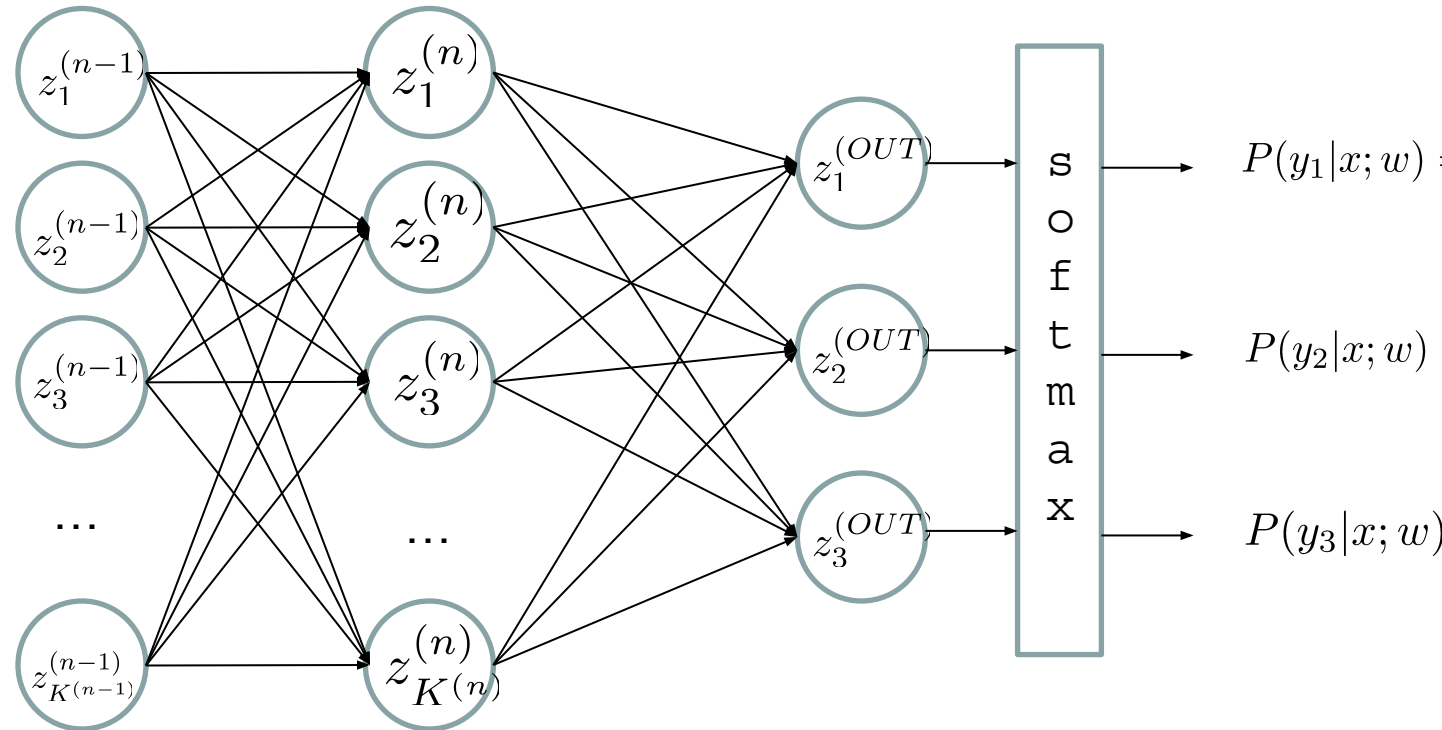 z_1^{(n-1)}
z_2^{(n-1)}
z_3^{(n-1)}
...
z_{K^{(n-1)}}^{(n-1)}
z_1^{(n)}
z_2^{(n)}
z_3^{(n)}
...
z_{K^{(n)}}^{(n)}
z_1^{(OUT)}
z_2^{(OUT)}
z_3^{(OUT)}
s
o
f
t
m
a
x
P(y_1|x; w) =
P(y_2|x; w)
P(y_3|x; w)